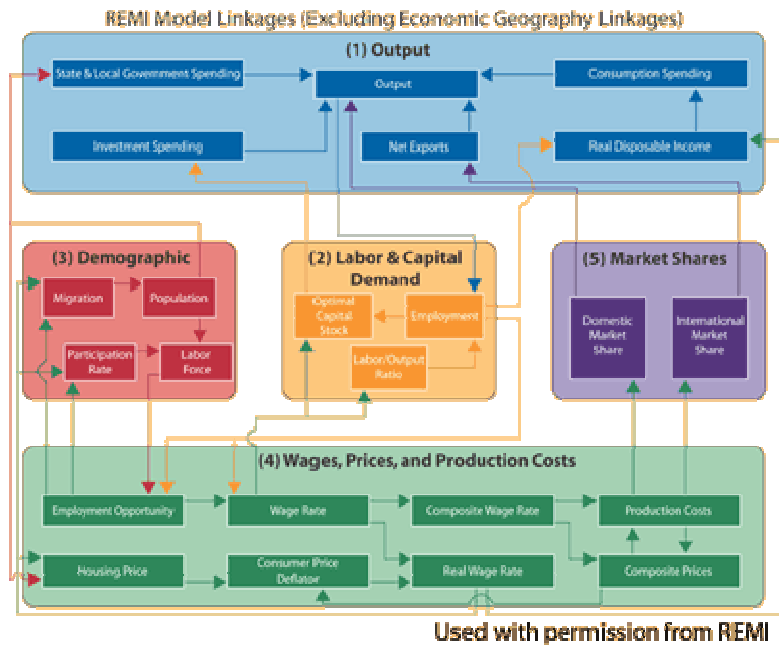 REMI Model Linkages (Excluding Economic Geography Linkages)
(1) Output
State & Local Government Spending
Output
Consumption Spending
Investment Spending
Net Exports
Real Disposable Income
(3) Demographic
Migration
Population
Participation
Rate
Labor
Force
(2) Labor & Capital
Demand
Optimal
Capital
Stock
Employment
Labor/Output
Ratio
(5) Market Shares
Domestic
Market
Share
International
Market
Share
(4) Wages, Prices, and Production Costs
Employment Opportunity
Wage Rate
Composite Wage Rate
Production Costs
Housing Price
Consumer Price
Deflator
Real Wage Rate
Composite Prices
Used with permission from REMI